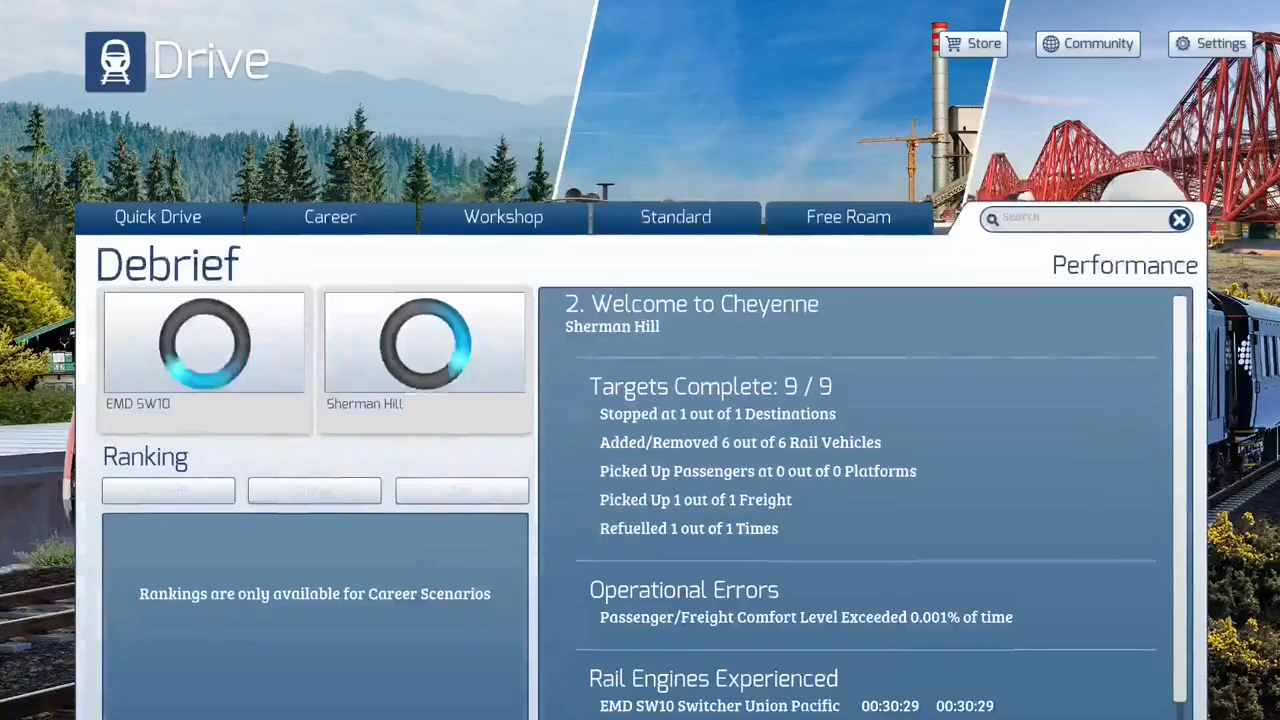 Drive
Store
Community
Settings
Quick Drive
Career
Workshop
Standard
Free Roam
Search
Debrief
Performance
EMD SW10
Sherman Hill
Ranking
Rankings are only available for Career Scenarios
2. Welcome to Cheyenne
Sherman Hill
Targets Complete: 9 / 9
Stopped at 1 out of 1 Destinations
Added/Removed 6 out of 6 Rail Vehicles
Picked Up Passengers at 0 out of 0 Platforms
Picked Up 1 out of 1 Freight
Refuelled 1 out of 1 Times
Operational Errors
Passenger/Freight Comfort Level Exceeded 0.001% of time
Rail Engines Experienced
EMD SW10 Switcher Union Pacific 00:30:29 00:30:29